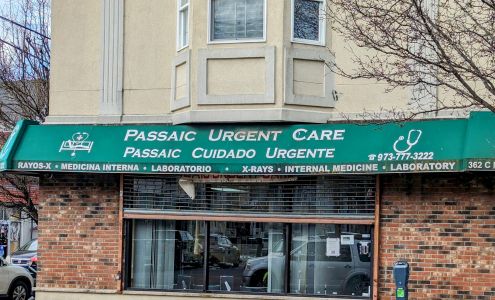 PASSAIC URGENT CARE
PASSAIC CUIDADO URGENTE
973-777-3222
RAYOS-X • MEDICINA INTERNA • LABORATORIO • X-RAYS • INTERNAL MEDICINE • LABORATORY
362 C